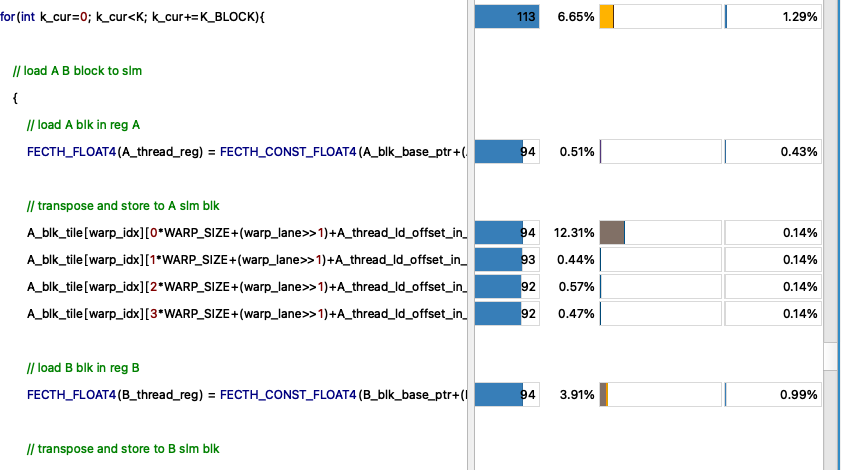 for(int k_cur=0; k_cur<K; k_cur+=K_BLOCK){ 113 6.65% 1.29%
// load A B block to slm
{
// load A blk in reg A
FECTH_FLOAT4(A_thread_reg) = FECTH_CONST_FLOAT4(A_blk_base_ptr+( 94 0.51% 0.43%
// transpose and store to A slm blk
A_blk_tile[warp_idx][0*WARP_SIZE+(warp_lane>>1)+A_thread_ld_offset_in_ 94 12.31% 0.14%
A_blk_tile[warp_idx][1*WARP_SIZE+(warp_lane>>1)+A_thread_ld_offset_in_ 93 0.44% 0.14%
A_blk_tile[warp_idx][2*WARP_SIZE+(warp_lane>>1)+A_thread_ld_offset_in_ 92 0.57% 0.14%
A_blk_tile[warp_idx][3*WARP_SIZE+(warp_lane>>1)+A_thread_ld_offset_in_ 92 0.47% 0.14%
// load B blk in reg B
FECTH_FLOAT4(B_thread_reg) = FECTH_CONST_FLOAT4(B_blk_base_ptr+( 94 3.91% 0.99%
// transpose and store to B slm blk